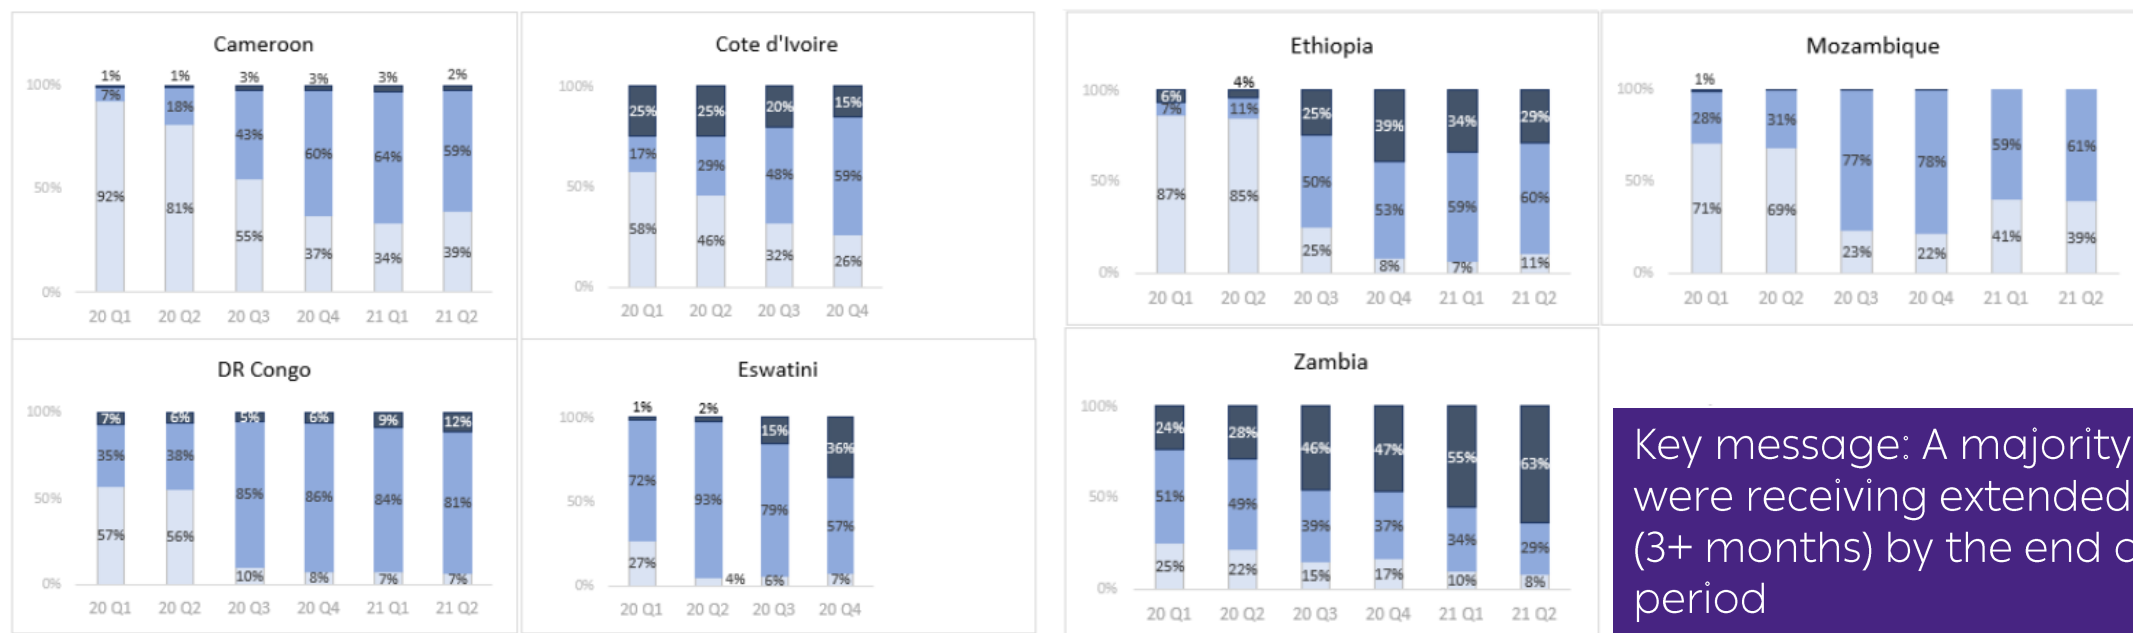 Cameroon
1% 1% 3% 3% 3% 2%
100%
7% 18% 43% 60% 64% 59%
50%
92% 81% 55% 37% 34% 39%
0%
20 Q1 20 Q2 20 Q3 20 Q4 21 Q1 21 Q2
Cote d'Ivoire
100%
25% 25% 20% 15%
17% 29% 48% 59%
50%
58% 46% 32% 26%
0%
20 Q1 20 Q2 20 Q3 20 Q4
Ethiopia
4%
100%
6% 25% 39% 34% 29%
7% 11% 50% 53% 59% 60%
50%
87% 85% 25% 8% 7% 11%
0%
20 Q1 20 Q2 20 Q3 20 Q4 21 Q1 21 Q2
Mozambique
1%
100%
28% 31% 77% 78% 59% 61%
50%
71% 69% 23% 22% 41% 39%
0%
20 Q1 20 Q2 20 Q3 20 Q4 21 Q1 21 Q2
DR Congo
100%
7% 6% 5% 6% 9% 12%
35% 38% 85% 86% 84% 81%
50%
57% 56% 10% 8% 7% 7%
0%
20 Q1 20 Q2 20 Q3 20 Q4 21 Q1 21 Q2
Eswatini
1% 2%
100%
15% 36%
72% 93% 79% 57%
50%
27% 4% 6% 7%
0%
20 Q1 20 Q2 20 Q3 20 Q4
Zambia
100%
24% 28% 46% 47% 55% 63%
51% 49% 39% 37% 34% 29%
50%
25% 22% 15% 17% 10% 8%
0%
20 Q1 20 Q2 20 Q3 20 Q4 21 Q1 21 Q2
Key message: A majority
were receiving extended
(3+ months) by the end
period